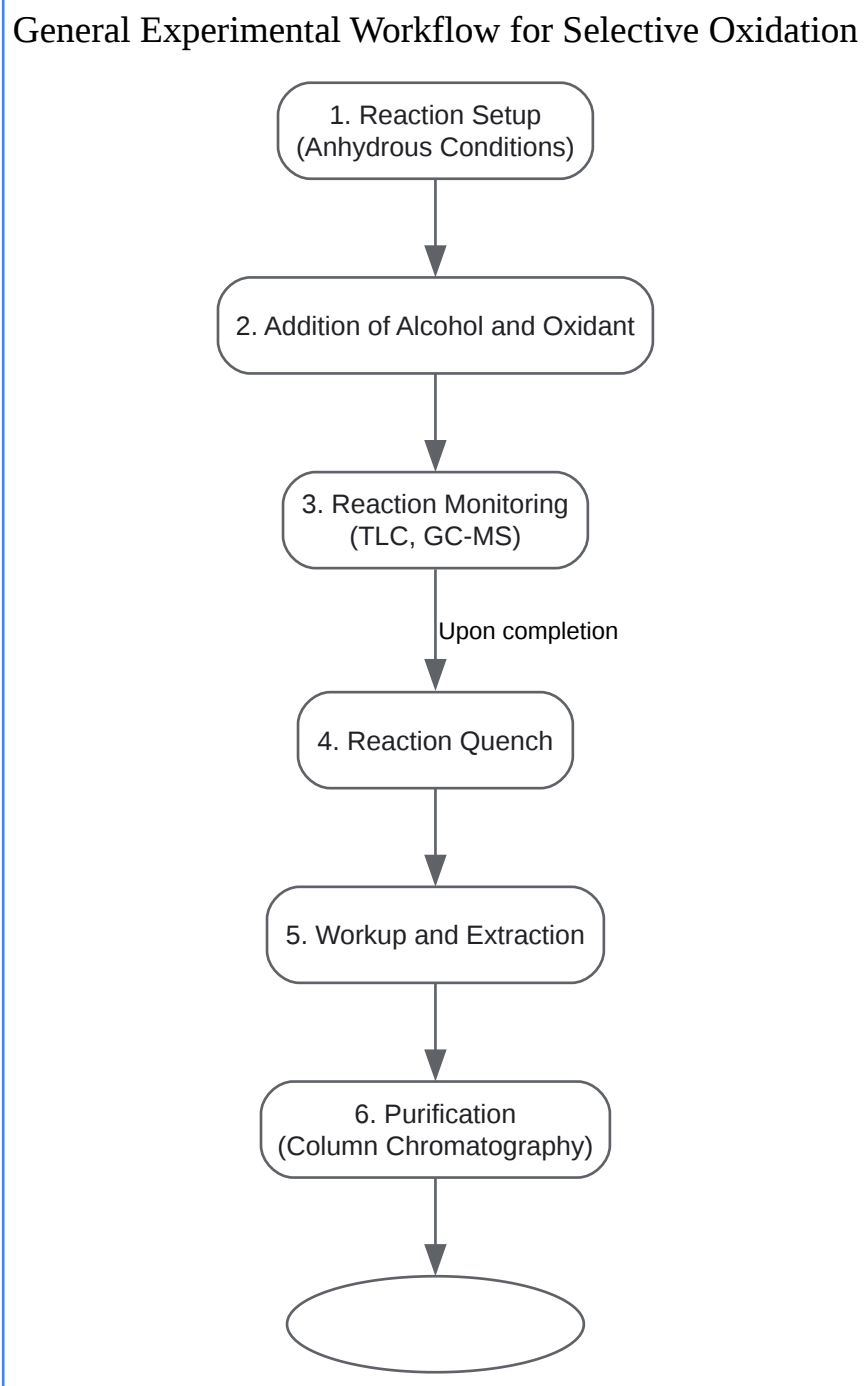 General Experimental Workflow for Selective Oxidation
1. Reaction Setup
(Anhydrous Conditions)
2. Addition of Alcohol and Oxidant
3. Reaction Monitoring
(TLC, GC-MS)
Upon completion
4. Reaction Quench
5. Workup and Extraction
6. Purification
(Column Chromatography)